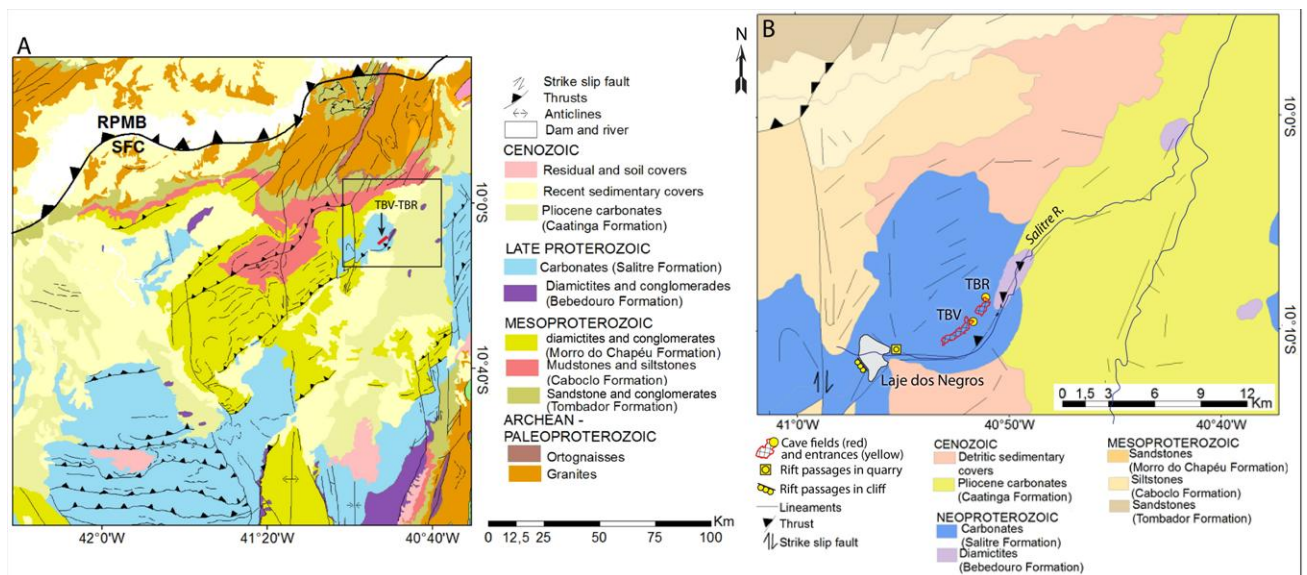 A
RPMB
SFC
TBV-TBR
10°0'S
10°40'S
42°0'W
41°20'W
40°40'W
Strike slip fault
Thrusts
Anticlines
Dam and river
CENOZOIC
Residual and soil covers
Recent sedimentary covers
Pliocene carbonates
(Caatinga Formation)
LATE PROTEROZOIC
Carbonates (Salitre Formation)
Diamictites and conglomerades
(Bebedouro Formation)
MESOPROTEROZOIC
diamictites and conglomerates
(Morro do Chapéu Formation)
Mudstones and siltstones
(Caboclo Formation)
Sandstone and conglomerates
(Tombador Formation)
ARCHEAN -
PALEOPROTEROZOIC
Ortognaisses
Granites
Km
0 12,5 25 50 75 100
B
N
Salitre R.
TBR
TBV
Laje dos Negros
10°0'S
10°10'S
0 1,5 3 6 9 12
Km
41°0'W
40°50'W
40°40'W
Cave fields (red)
and entrances (yellow)
Rift passages in quarry
Rift passages in cliff
Lineaments
Thrust
Strike slip fault
CENOZOIC
Detritic sedimentary
covers
Pliocene carbonates
(Caatinga Formation)
NEOPROTEROZOIC
Carbonates
(Salitre Formation)
Diamictites
(Bebedouro Formation)
MESOPROTEROZOIC
Sandstones
(Morro do Chapéu Formation)
Siltstones
(Caboclo Formation)
Sandstones
(Tombador Formation)